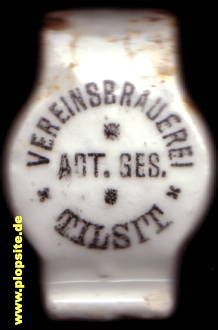 VEREINSBRAUEREI
ACT. GES.
* TILSIT *
www.plopsite.de